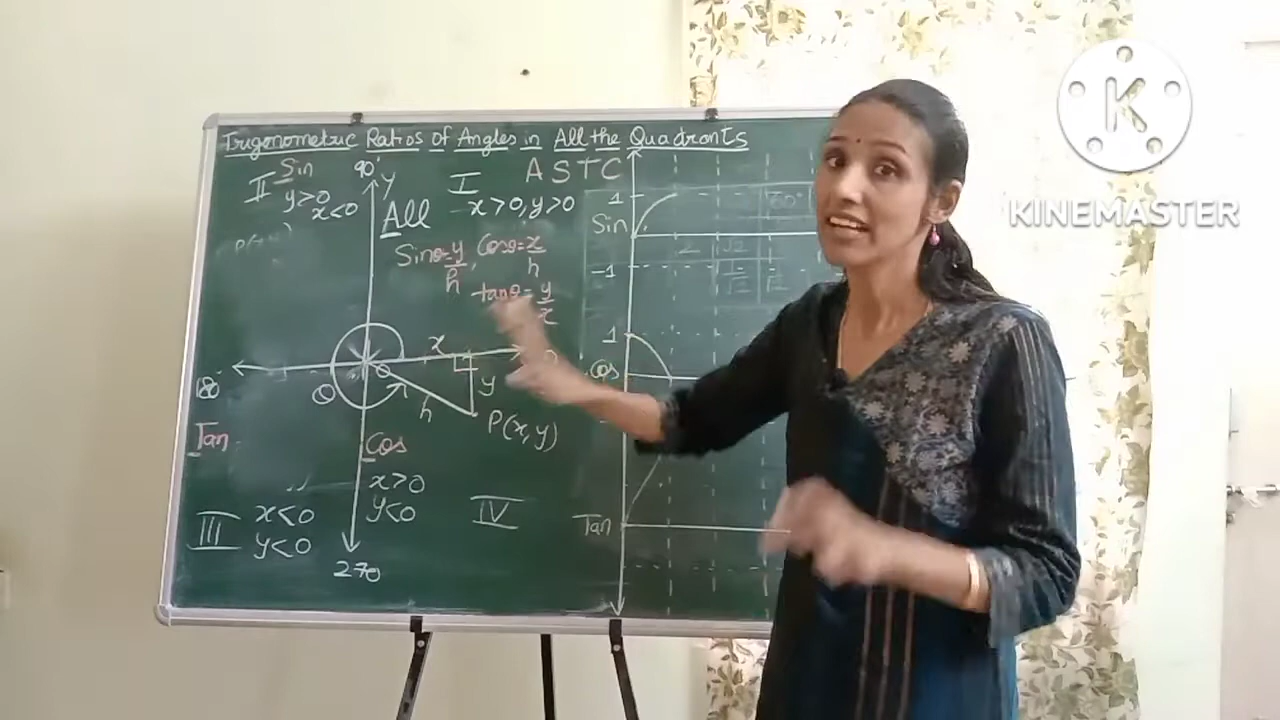 Trigonometric Ratios of Angles in All the Quadrants
II Sin
y>0
x<0
90°
y
I
x>0, y>0
ASTC
All
Sinθ=y/h, Cosθ=x/h
tanθ=y/x
x
y
h
θ
P(x,y)
180
Tan
III
x<0
y<0
Cos
x>0
y<0
IV
270
1
Sin
-1
1
Cos
Tan
K
KINEMASTER